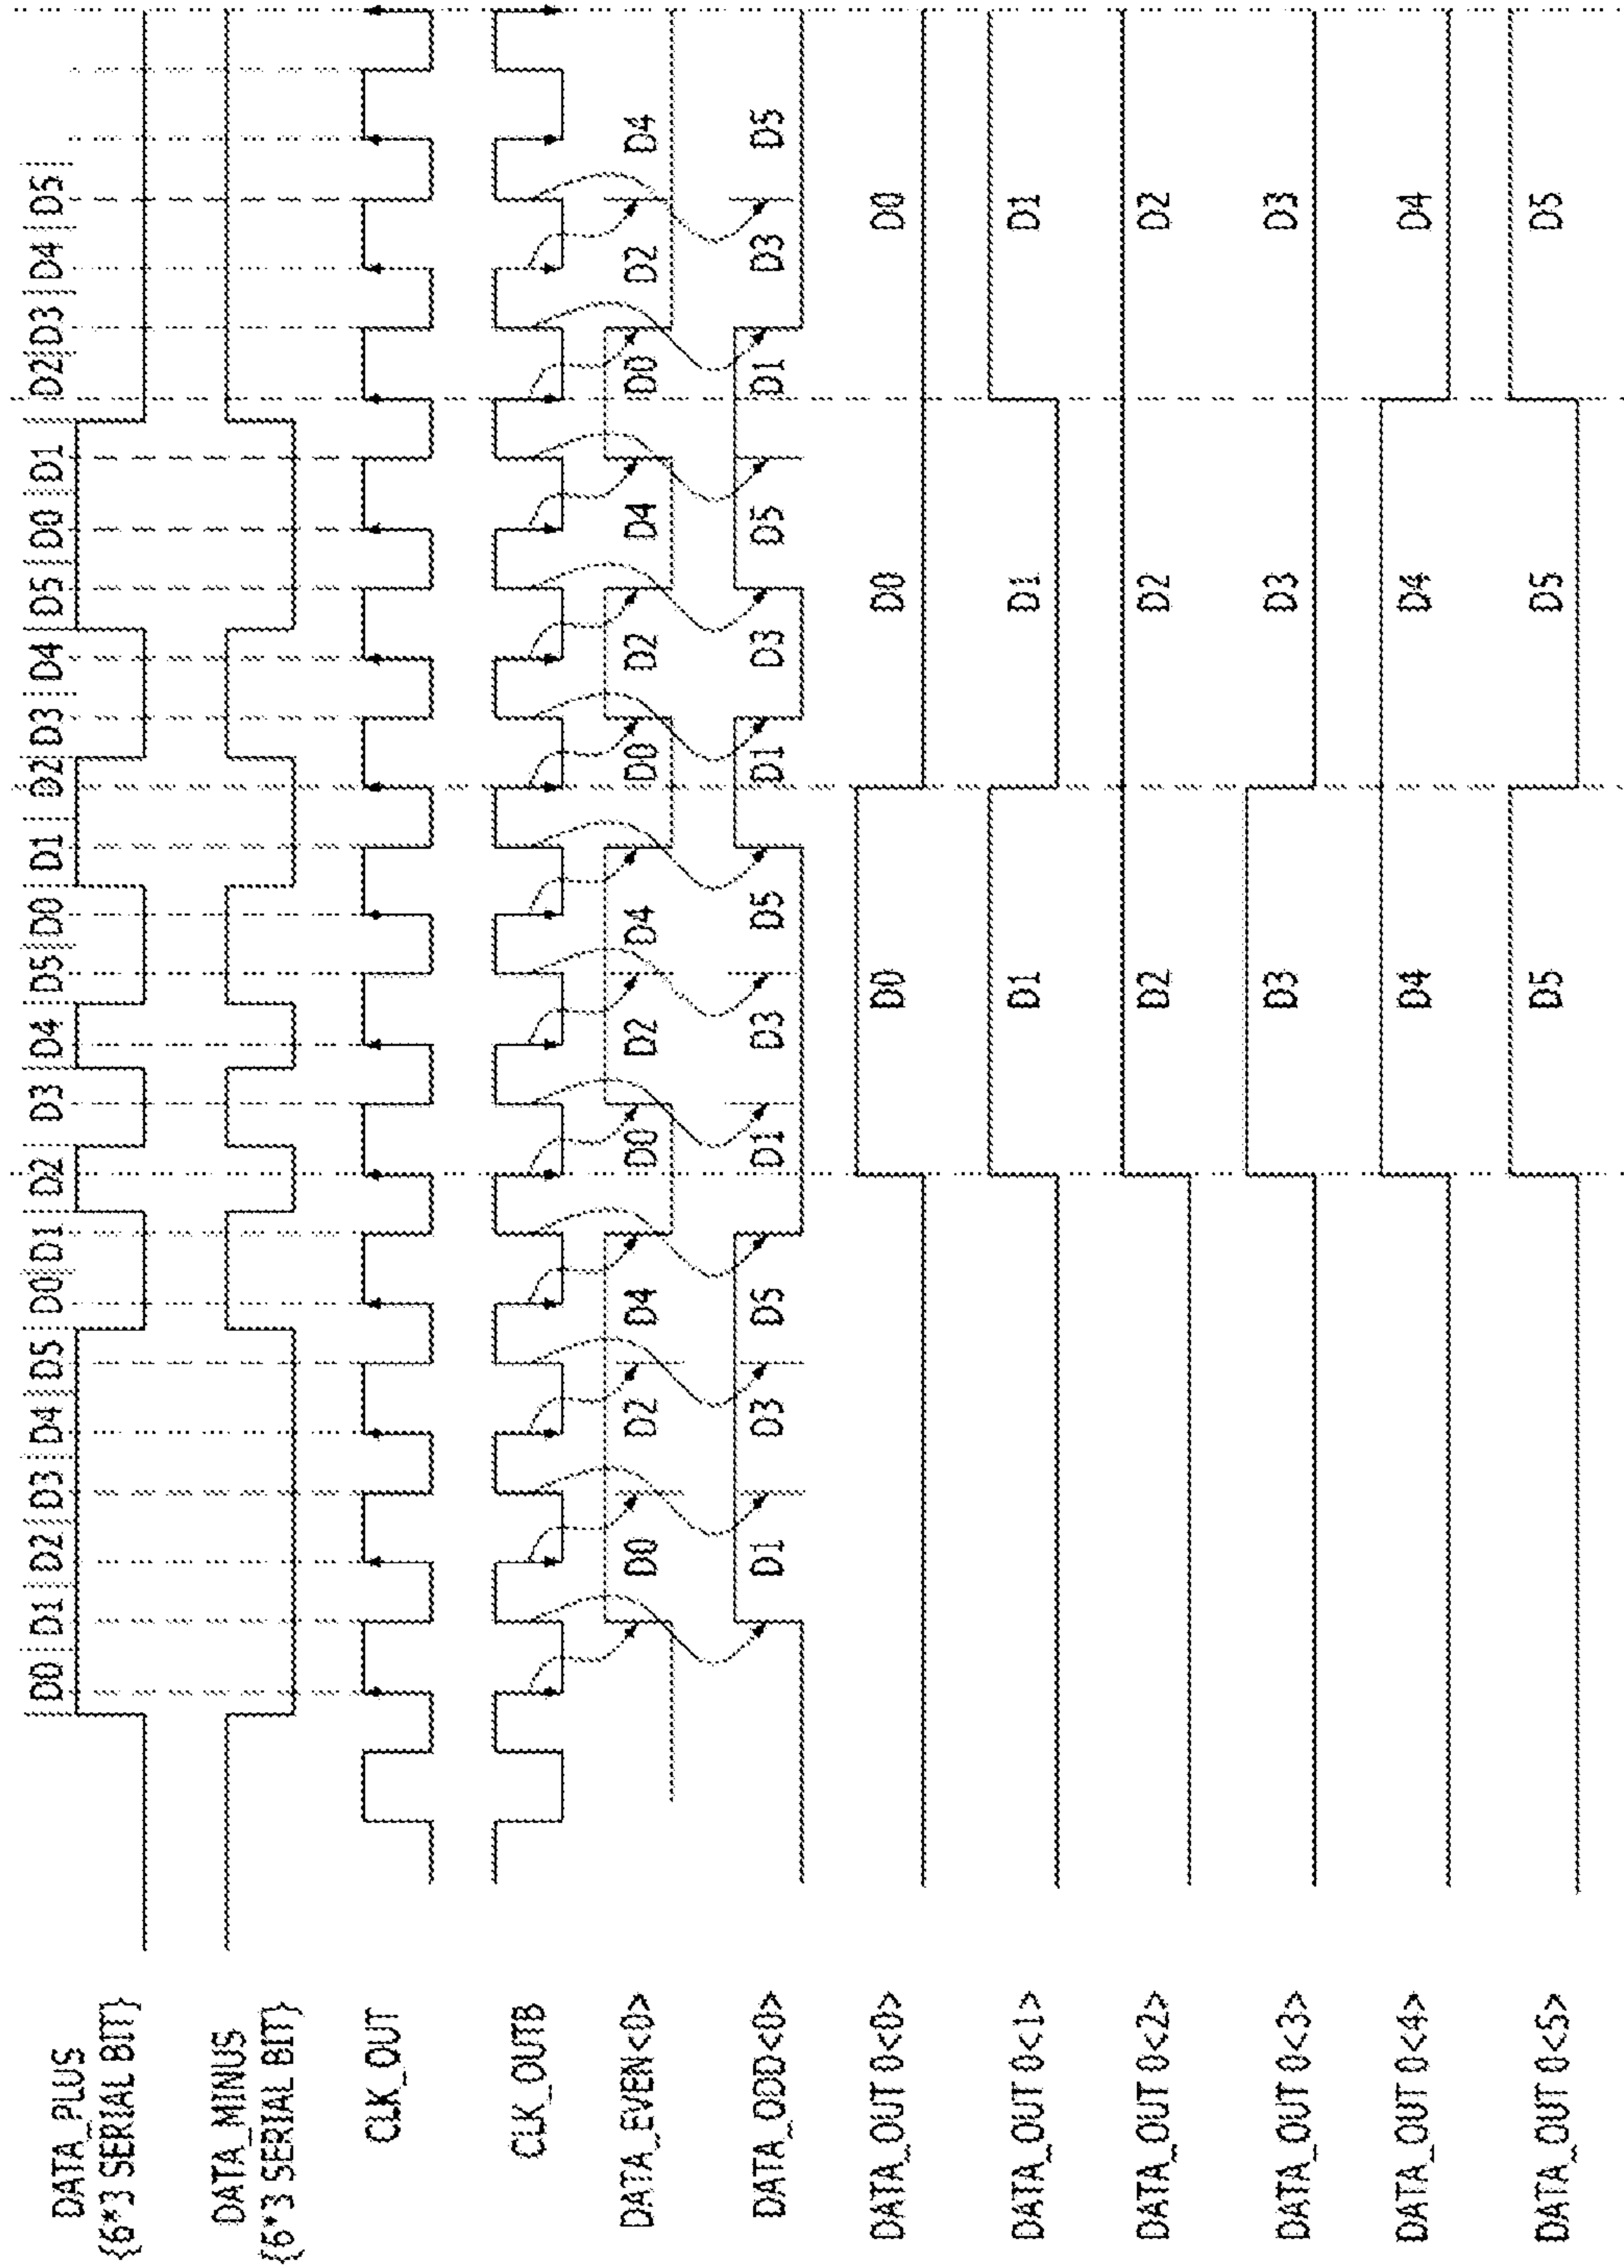 DATA_PLUS
{6*3 SERIAL BIT}
D0 D1 D2 D3 D4 D5 D0 D1 D2 D3 D4 D5 D0 D1 D2 D3 D4 D5 D0 D1 D2 D3 D4 D5
DATA_MINUS
{6*3 SERIAL BIT}
CLK_OUT
CLK_OUTB
DATA_EVEN<0>
D0 D2 D4 D0 D2 D4 D0 D2 D4 D0 D2 D4
DATA_ODD<0>
D1 D3 D5 D1 D3 D5 D1 D3 D5 D1 D3 D5
DATA_OUT 0<0>
D0 D0 D0
DATA_OUT 0<1>
D1 D1 D1
DATA_OUT 0<2>
D2 D2 D2
DATA_OUT 0<3>
D3 D3 D3
DATA_OUT 0<4>
D4 D4 D4
DATA_OUT 0<5>
D5 D5 D5